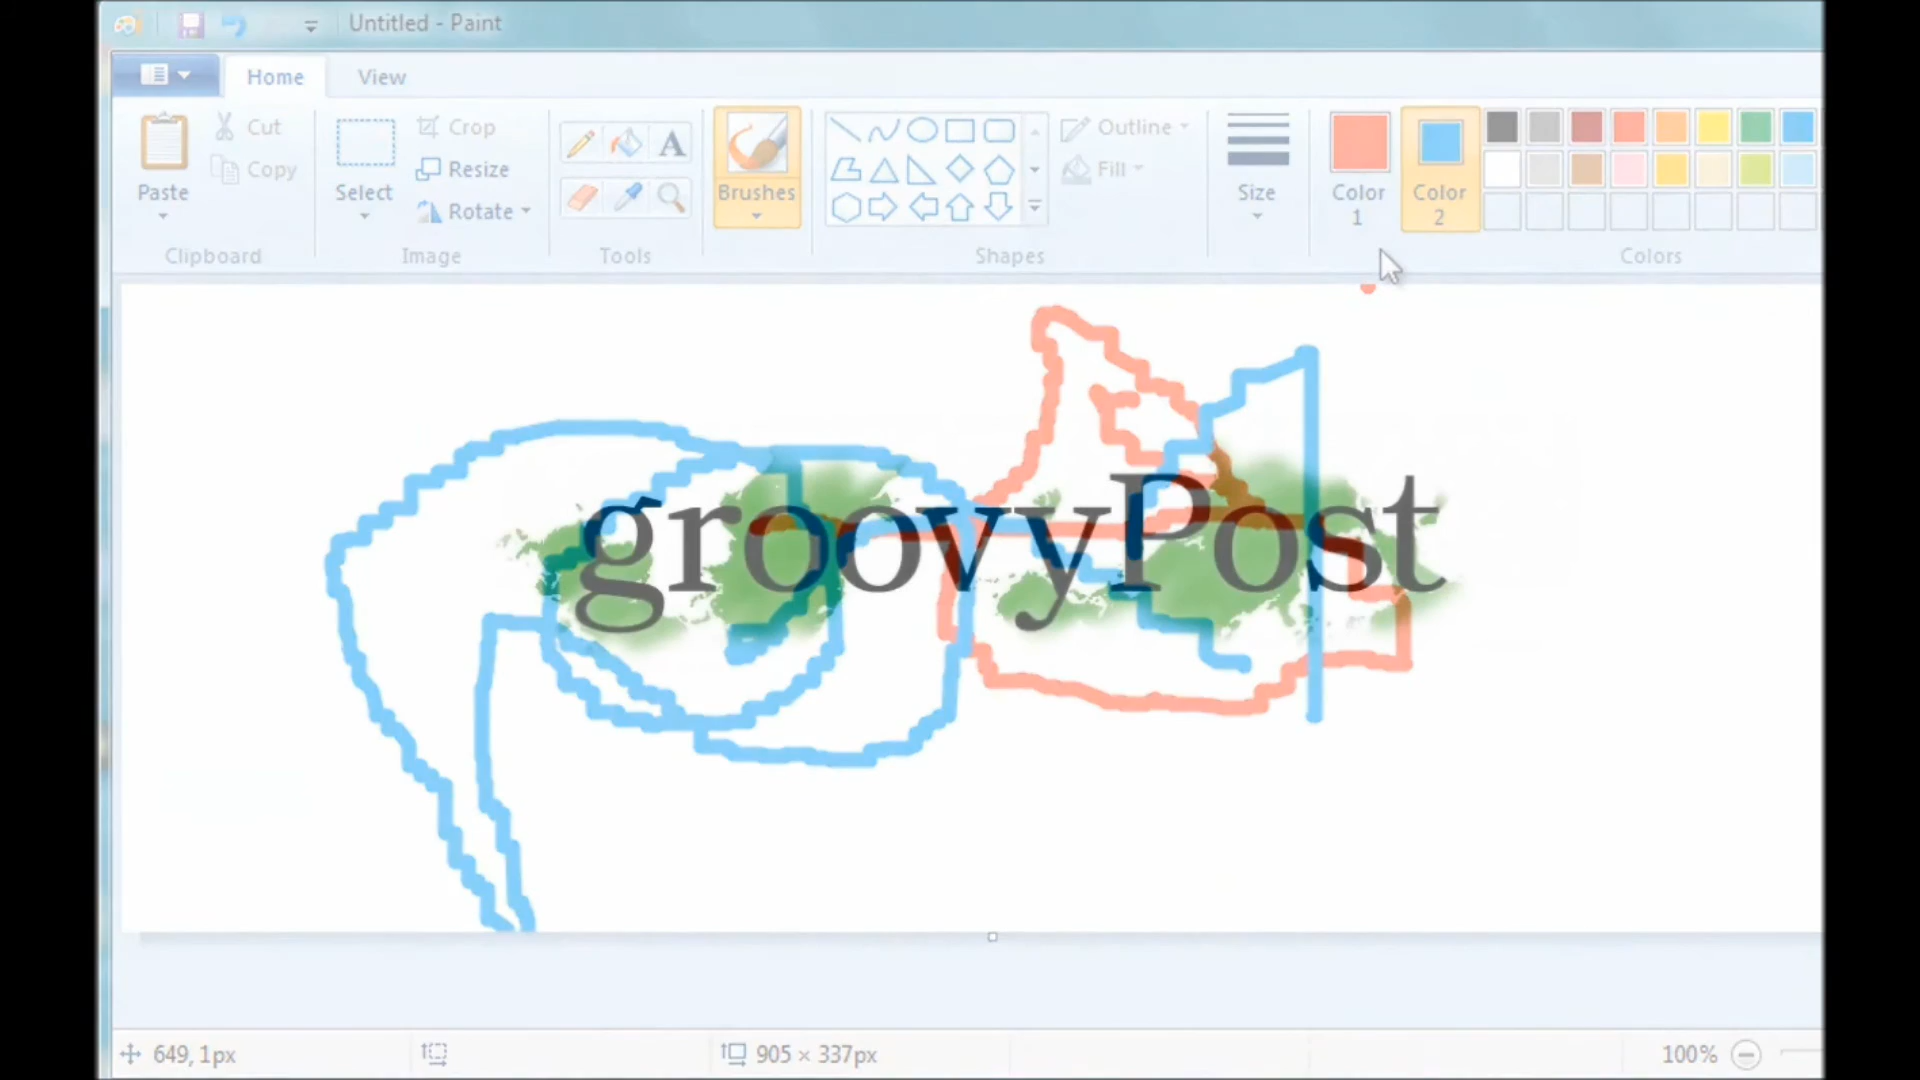 Untitled - Paint
Home View
Cut
Crop
Outline
Copy
Resize
Fill
Paste
Select
Rotate
Brushes
Size
Color 1
Color 2
Clipboard
Image
Tools
Shapes
Colors
groovyPost
649, 1px
905 × 337px
100%